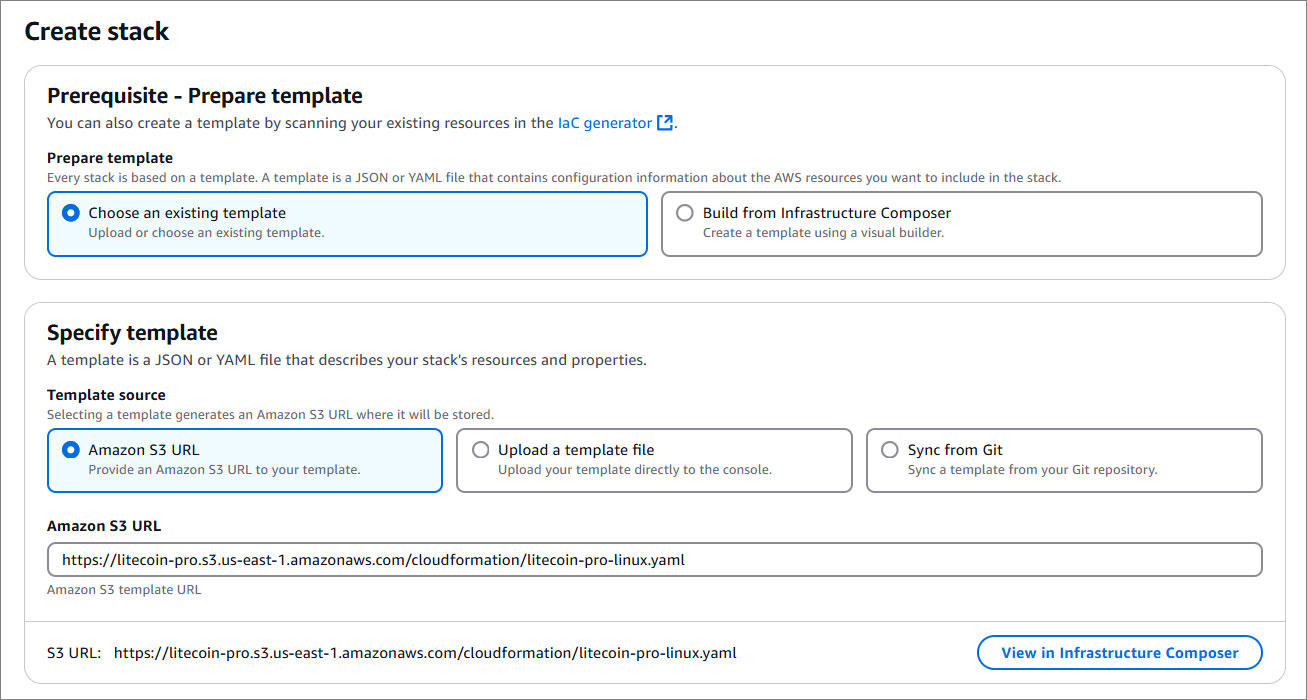 Create stack
Prerequisite - Prepare template
You can also create a template by scanning your existing resources in the IaC generator.
Prepare template
Every stack is based on a template. A template is a JSON or YAML file that contains configuration information about the AWS resources you want to include in the stack.
Choose an existing template
Upload or choose an existing template.
Build from Infrastructure Composer
Create a template using a visual builder.
Specify template
A template is a JSON or YAML file that describes your stack's resources and properties.
Template source
Selecting a template generates an Amazon S3 URL where it will be stored.
Amazon S3 URL
Provide an Amazon S3 URL to your template.
Upload a template file
Upload your template directly to the console.
Sync from Git
Sync a template from your Git repository.
Amazon S3 URL
https://litecoin-pro.s3.us-east-1.amazonaws.com/cloudformation/litecoin-pro-linux.yaml
Amazon S3 template URL
S3 URL: https://litecoin-pro.s3.us-east-1.amazonaws.com/cloudformation/litecoin-pro-linux.yaml
View in Infrastructure Composer